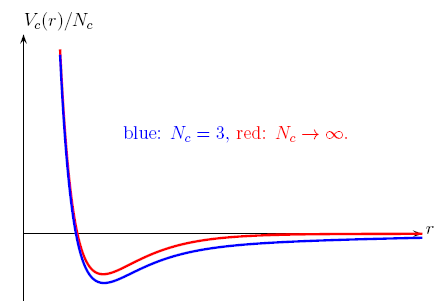 V_c(r)/N_c
blue: N_c = 3, red: N_c → ∞.
r